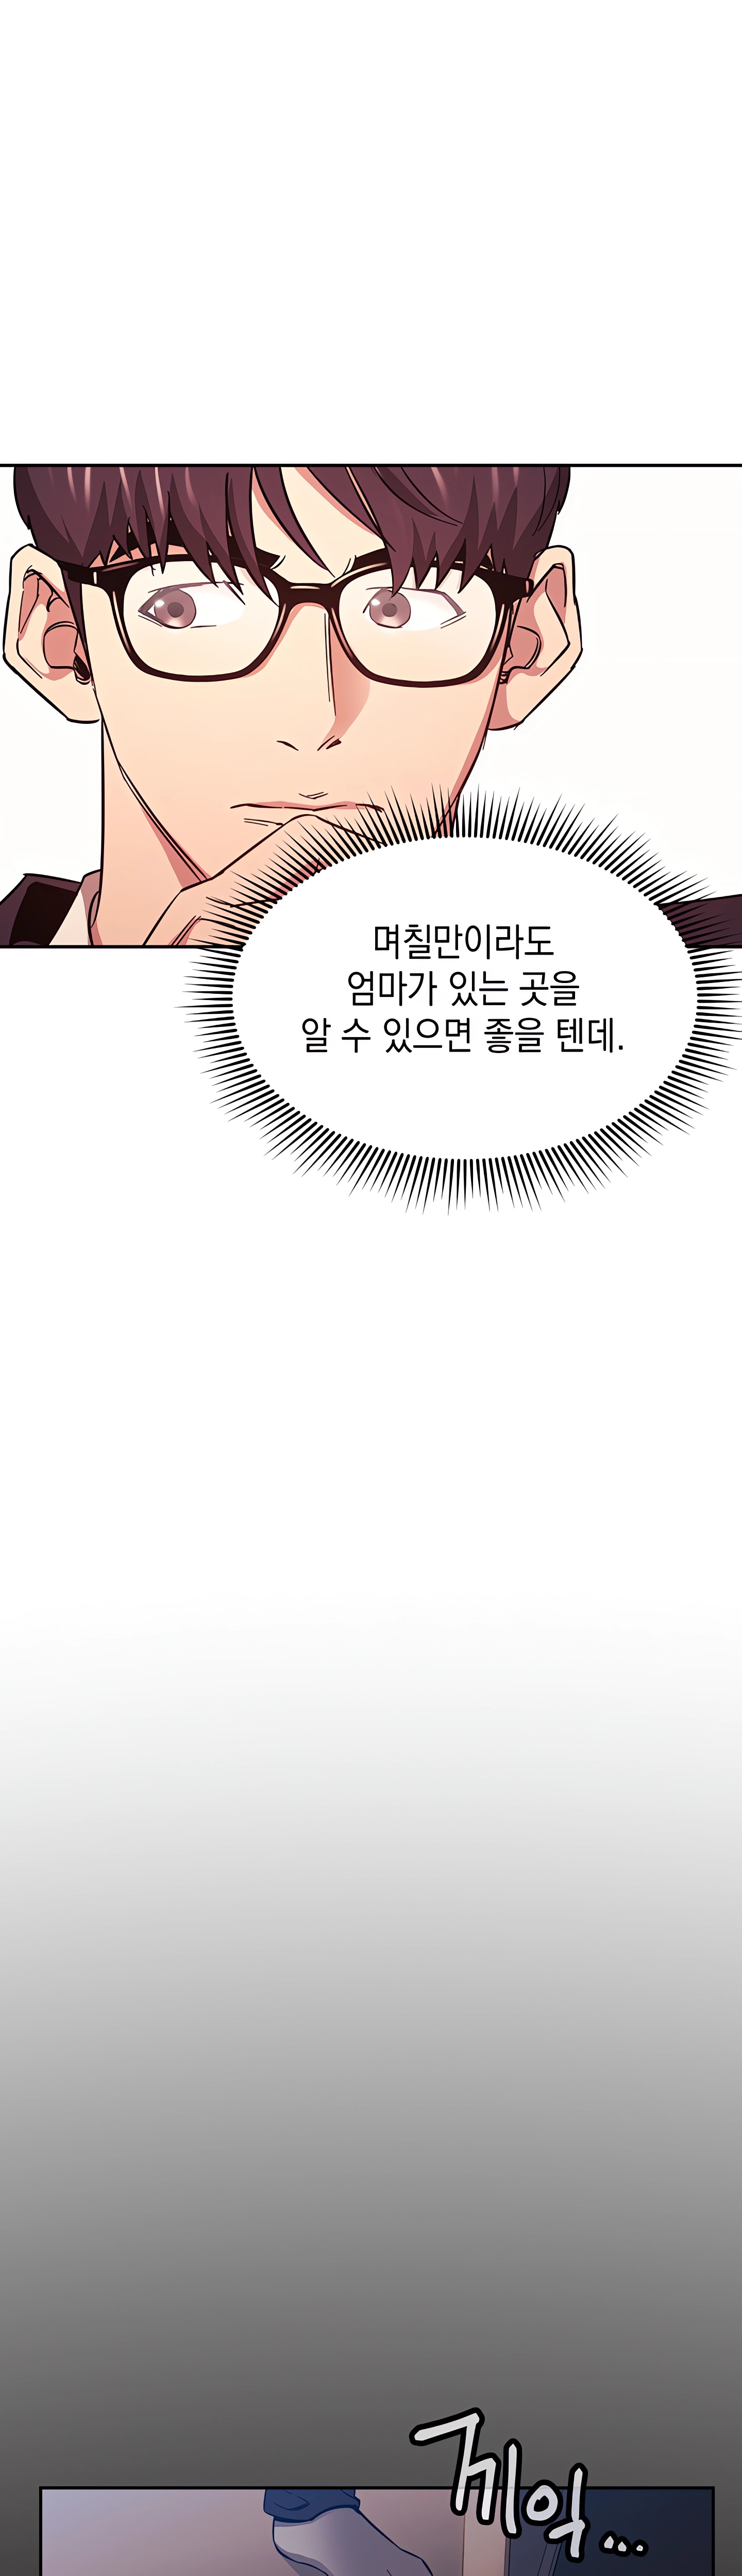 며칠만이라도
엄마가 있는 곳을
알 수 있으면 좋을 텐데.
끼익...